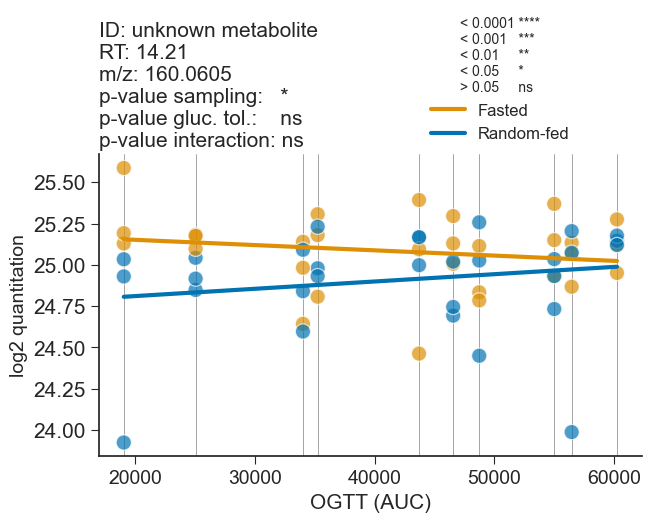 ID: unknown metabolite
RT: 14.21
m/z: 160.0605
p-value sampling: *
p-value gluc. tol.: ns
p-value interaction: ns
< 0.0001 ****
< 0.001 ***
< 0.01 **
< 0.05 *
> 0.05 ns
Fasted
Random-fed
25.50
25.25
25.00
24.75
24.50
24.25
24.00
log2 quantitation
20000 30000 40000 50000 60000
OGTT (AUC)